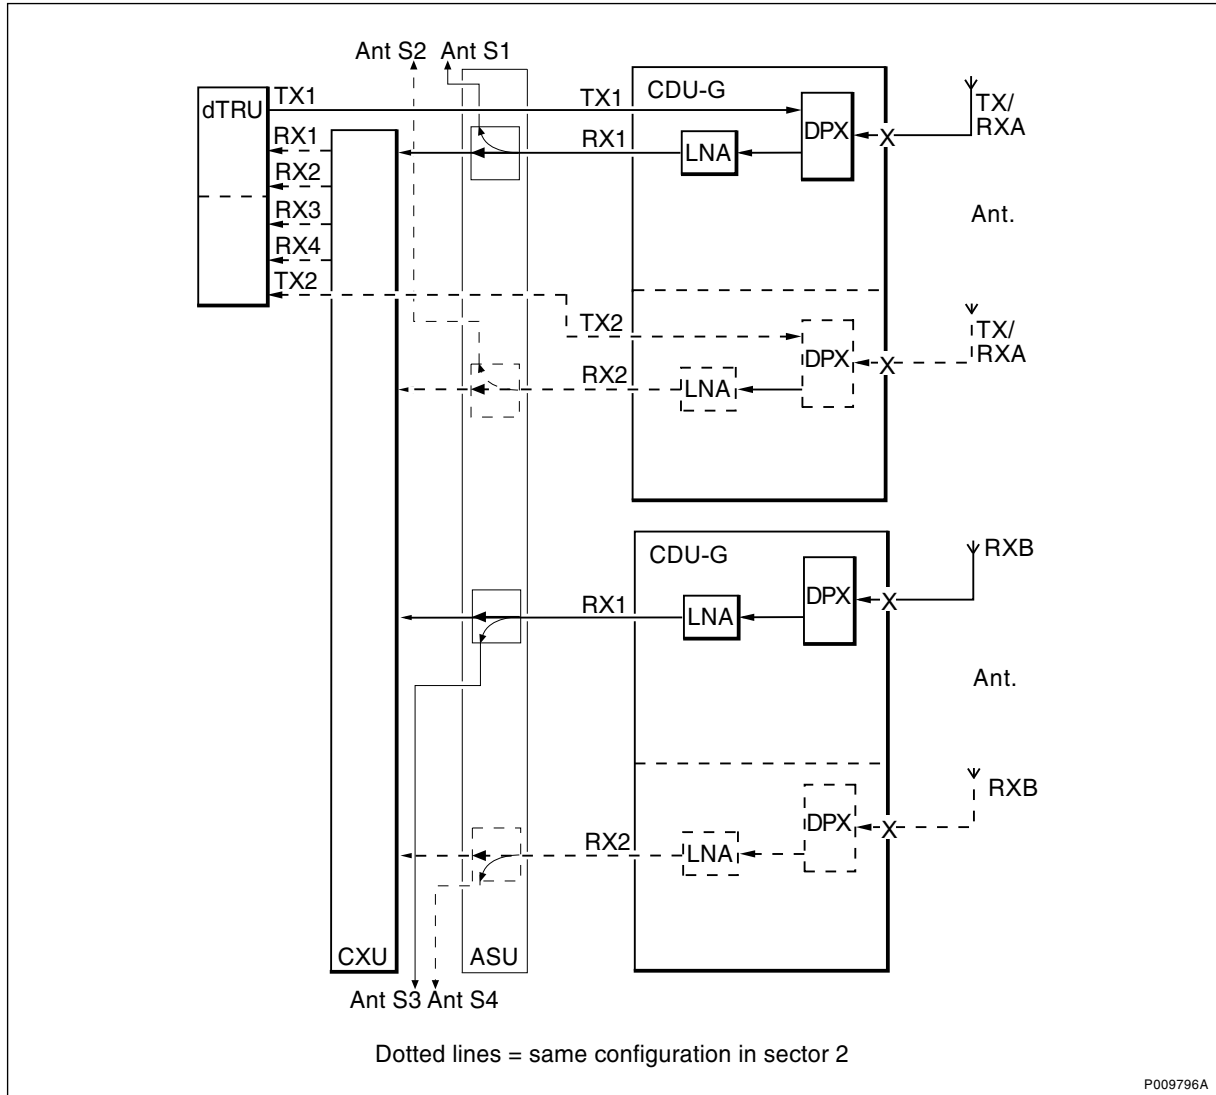 Ant S2 Ant S1
dTRU
TX1
RX1
RX2
RX3
RX4
TX2
TX1
RX1
CDU-G
LNA
DPX
X
TX/
RXA
Ant.
TX2
RX2
LNA
DPX
X
TX/
RXA
CDU-G
RX1
LNA
DPX
X
RXB
Ant.
RX2
LNA
DPX
X
RXB
CXU
ASU
Ant S3 Ant S4
Dotted lines = same configuration in sector 2
P009796A